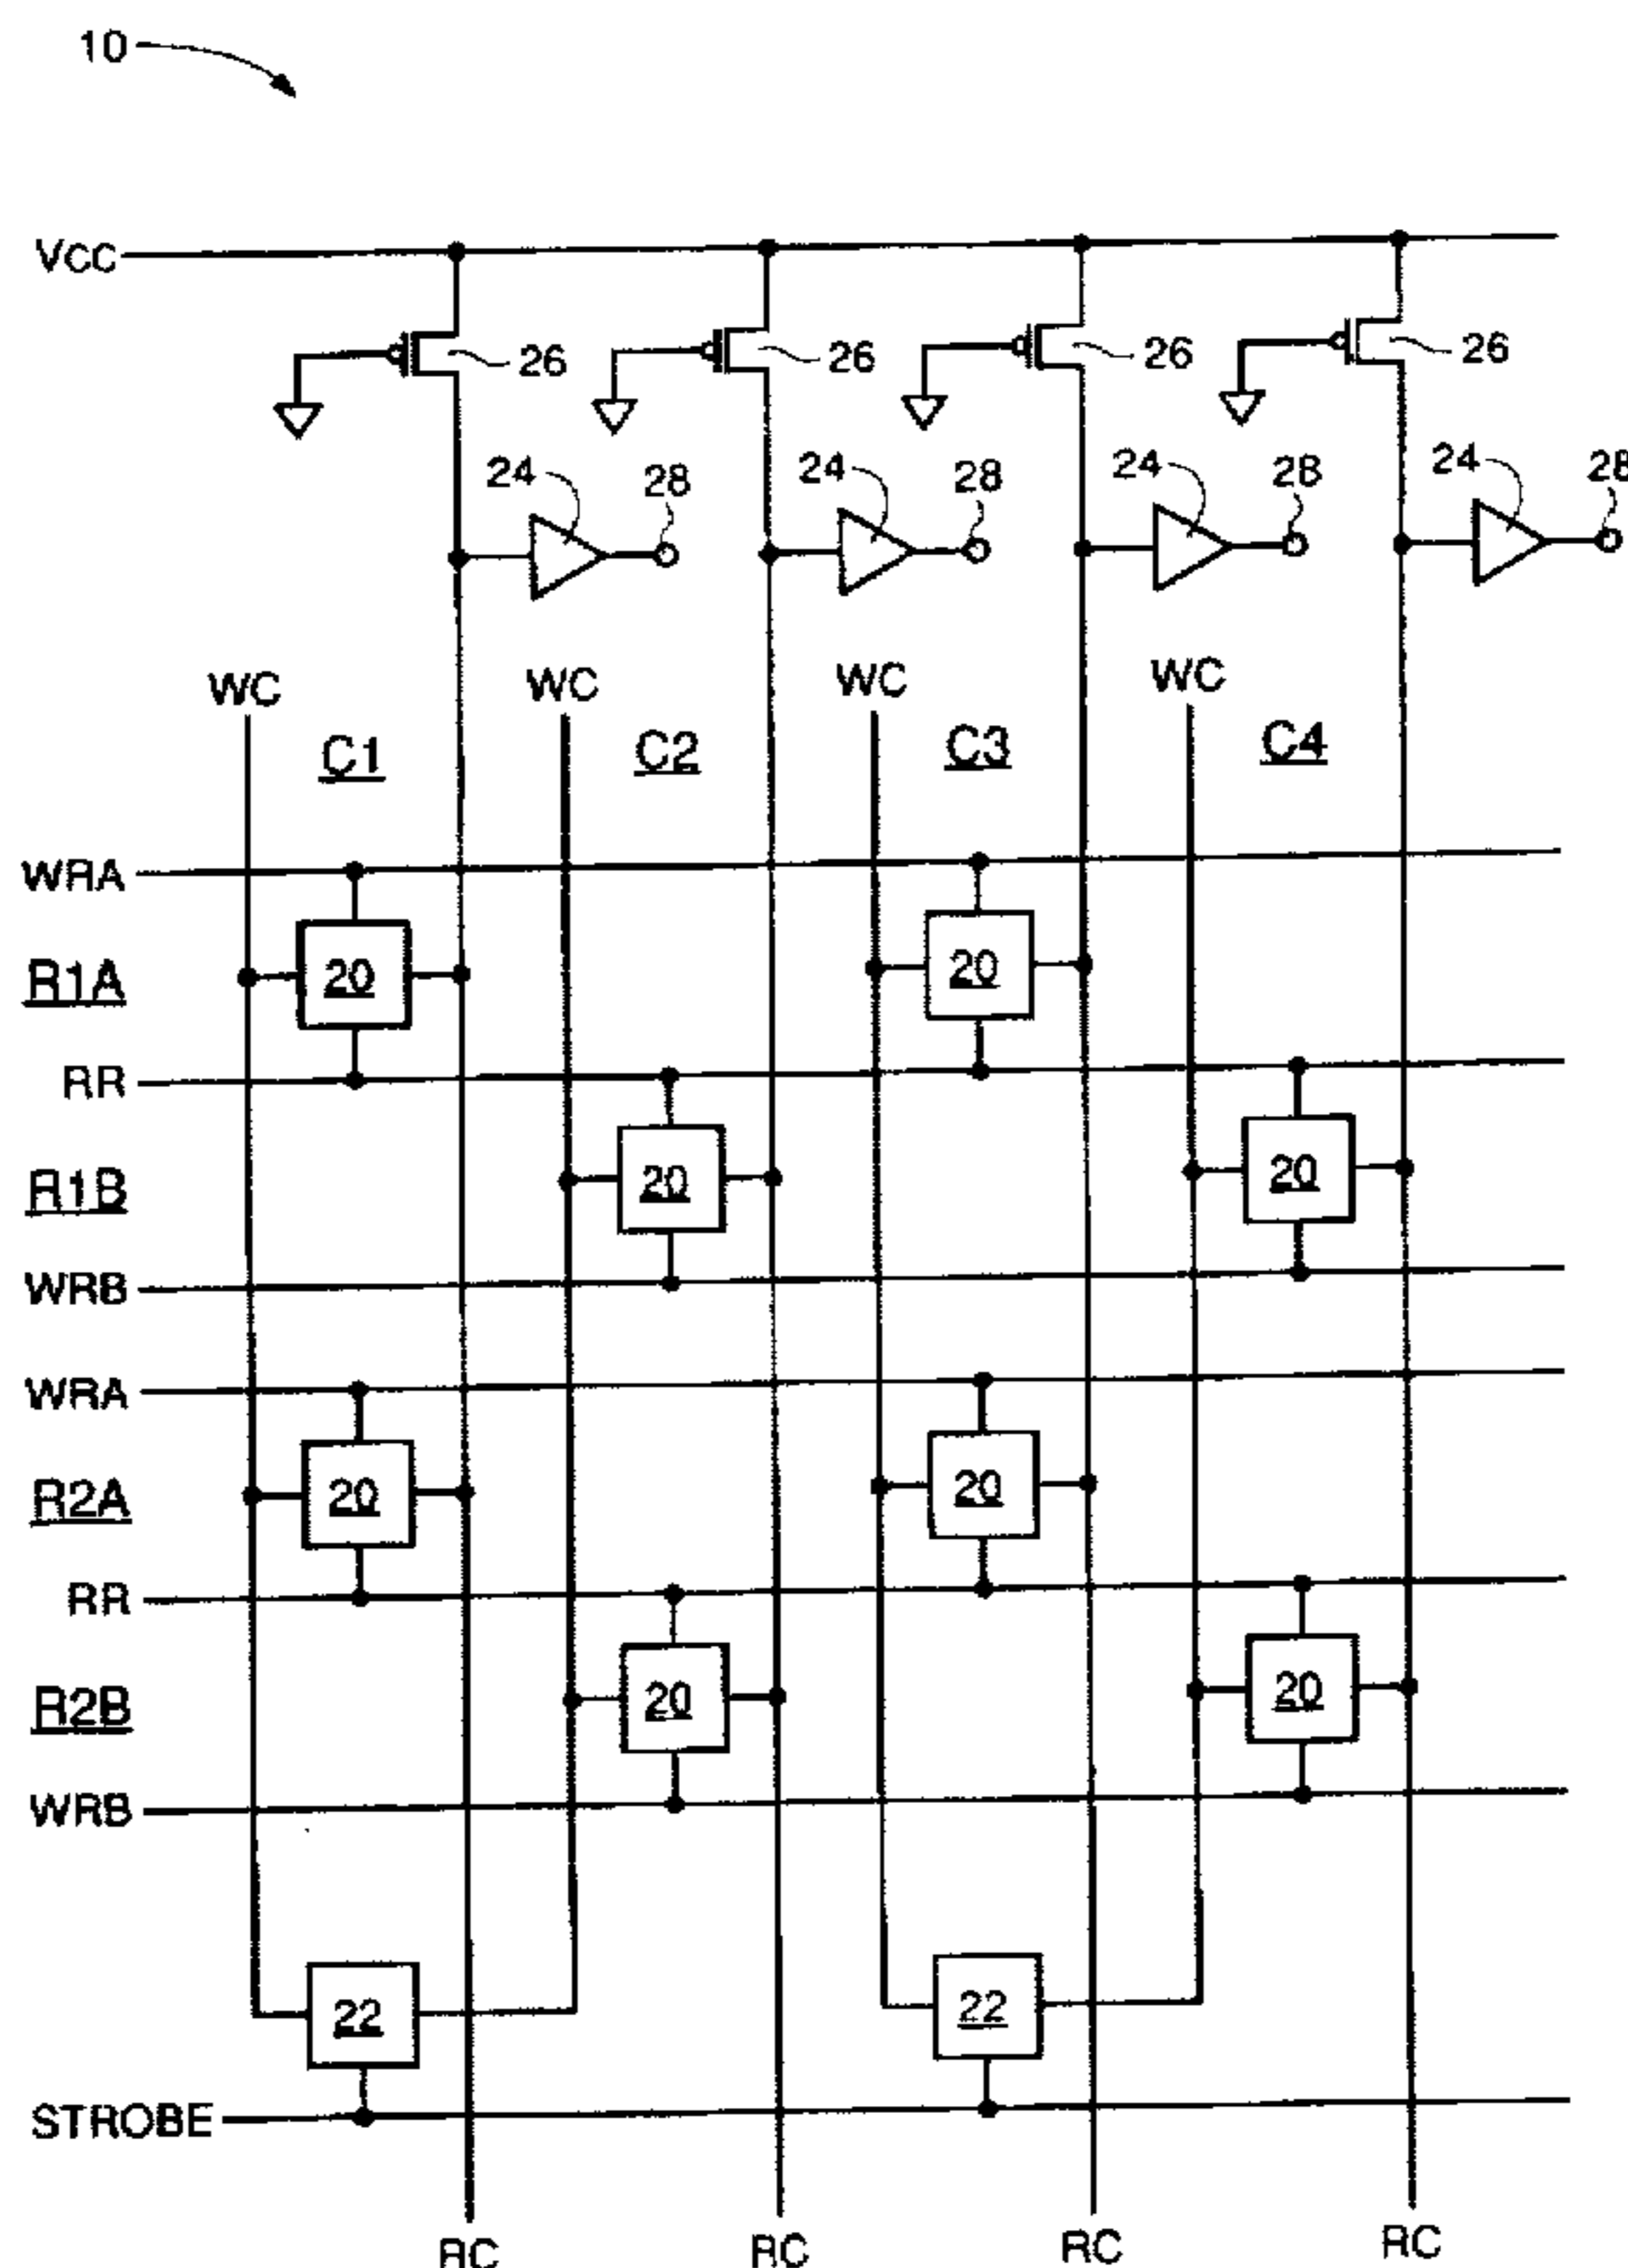 10
VCC
26 26 26 26
24 28 24 28 24 28 24 28
WC WC WC WC
C1 C2 C3 C4
WRA
R1A 20 20
RR
R1B 20 20
WRB
WRA
R2A 20 20
RR
R2B 20 20
WRB
22 22
STROBE
RC RC RC RC